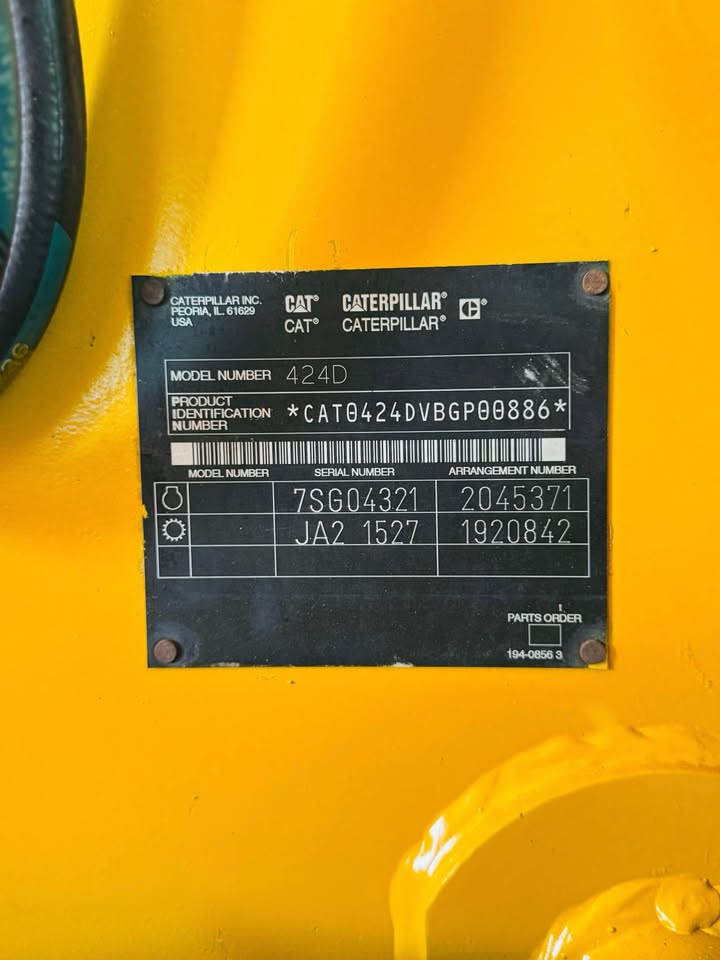 CATERPILLAR INC.
PEORIA, IL. 61629
USA
CAT® CATERPILLAR® ®
CAT® CATERPILLAR®
MODEL NUMBER 424D
PRODUCT
IDENTIFICATION
NUMBER
*CAT0424DVBGP00886*
MODEL NUMBER SERIAL NUMBER ARRANGEMENT NUMBER
7SG04321 2045371
JA2 1527 1920842
PARTS ORDER
194-0856 3